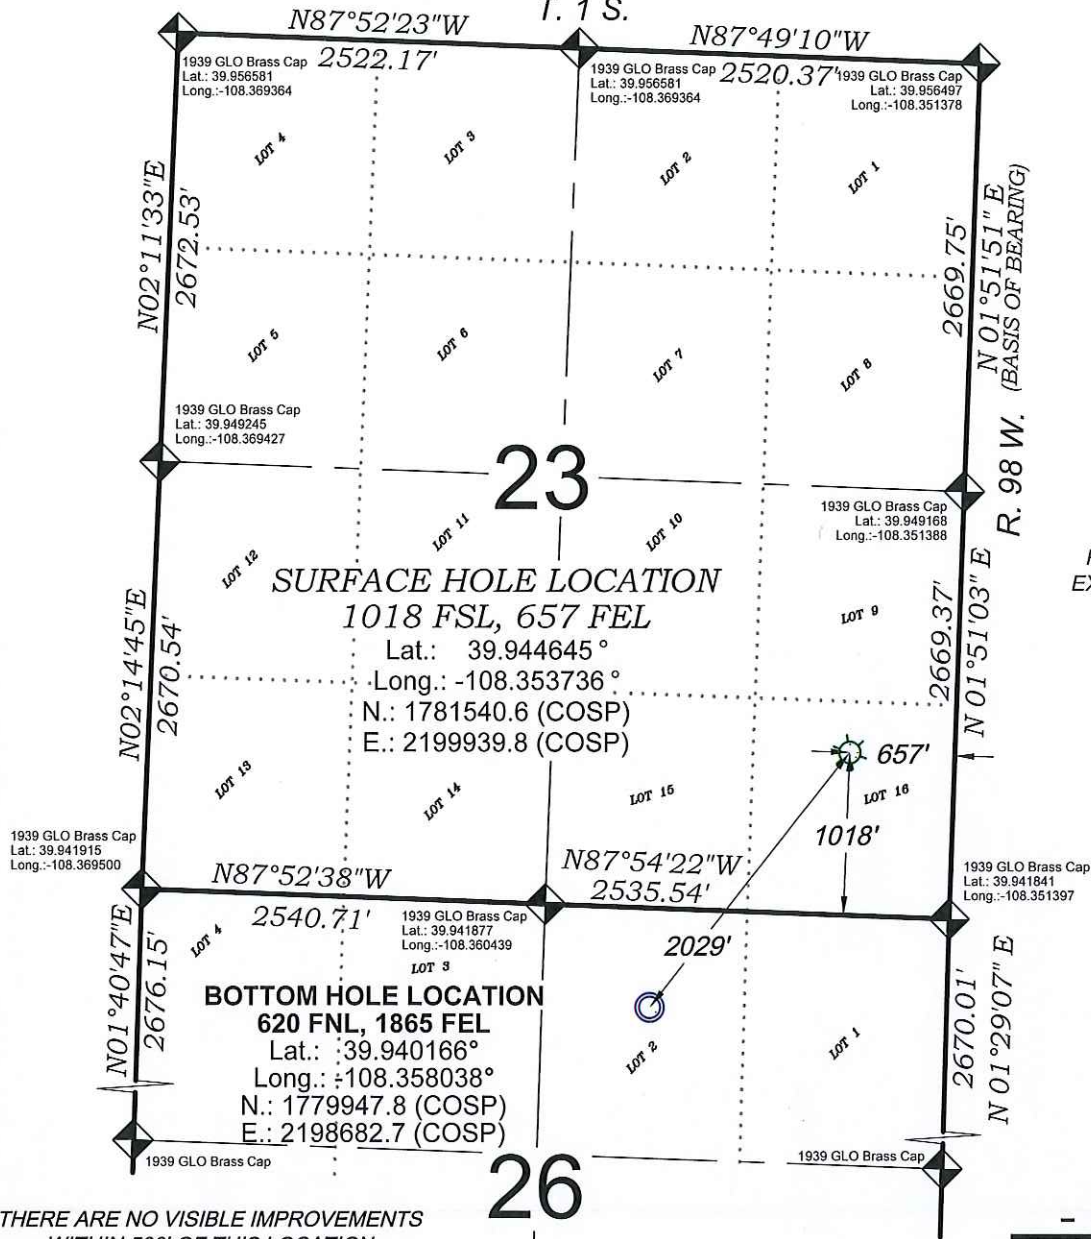 T. 1 S.
N87°52'23"W
2522.17'
N87°49'10"W
2520.37'
1939 GLO Brass Cap
Lat.: 39.956581
Long.:-108.369364
1939 GLO Brass Cap
Lat.: 39.956581
Long.:-108.369364
1939 GLO Brass Cap
Lat.: 39.956497
Long.:-108.351378
LOT 4
LOT 3
LOT 2
LOT 1
N02°11'33"E
2672.53'
2669.75'
N 01°51'51" E
(BASIS OF BEARING)
LOT 5
LOT 6
LOT 7
LOT 8
1939 GLO Brass Cap
Lat.: 39.949245
Long.:-108.369427
R. 98 W.
23
1939 GLO Brass Cap
Lat.: 39.949168
Long.:-108.351388
LOT 12
LOT 11
LOT 10
LOT 9
SURFACE HOLE LOCATION
1018 FSL, 657 FEL
Lat.: 39.944645°
Long.: -108.353736°
N.: 1781540.6 (COSP)
E.: 2199939.8 (COSP)
N02°14'45"E
2670.54'
2669.37'
N 01°51'03" E
657'
LOT 13
LOT 14
LOT 15
LOT 16
1018'
1939 GLO Brass Cap
Lat.: 39.941915
Long.:-108.369500
N87°52'38"W
2540.71'
N87°54'22"W
2535.54'
1939 GLO Brass Cap
Lat.: 39.941841
Long.:-108.351397
1939 GLO Brass Cap
Lat.: 39.941877
Long.:-108.360439
2029'
LOT 4
LOT 3
LOT 2
LOT 1
N01°40'47"E
2676.15'
BOTTOM HOLE LOCATION
620 FNL, 1865 FEL
Lat.: 39.940166°
Long.: -108.358038°
N.: 1779947.8 (COSP)
E.: 2198682.7 (COSP)
2670.01'
N 01°29'07" E
1939 GLO Brass Cap
1939 GLO Brass Cap
26
THERE ARE NO VISIBLE IMPROVEMENTS
OF THIS LOCATION
EX